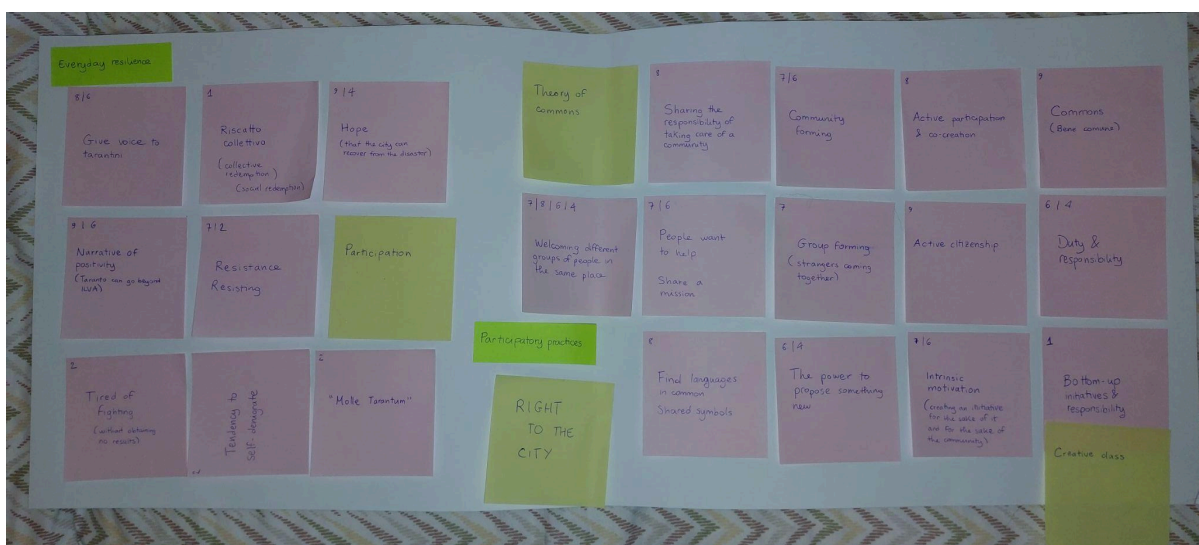 Everyday resilience
8/6
Give voice to
tarantini
1
Riscatto
collettivo
(collective
redemption)
(social redemption)
9/4
Hope
(that the city can
recover from the disaster)
9/6
Narrative of
positivity
(Taranto can go beyond
ILVA)
7/2
Resistance
Resisting
Participation
2
Tired of
fighting
(without obtaining
no results)
Tendency to
self-denigrate
"Molle Tarantum"
Theory of
commons
8
Sharing the
responsibility of
taking care of a
community
7/6
Community
forming
Active participation
& co-creation
9
Commons
(Bene comune)
7/8/6/4
Welcoming different
groups of people in
the same place
7/6
People want
to help
Share a
mission
7
Group forming
(strangers coming
together)
9
Active citizenship
6/4
Duty &
responsibility
Participatory practices
RIGHT
TO THE
CITY
Find languages
in common
Shared symbols
6/4
The power to
propose something
new
7/6
Intrinsic
motivation
(creating an initiative
for the sake of it
and for the sake of
the community)
1
Bottom-up
initiatives &
responsibility
Creative class